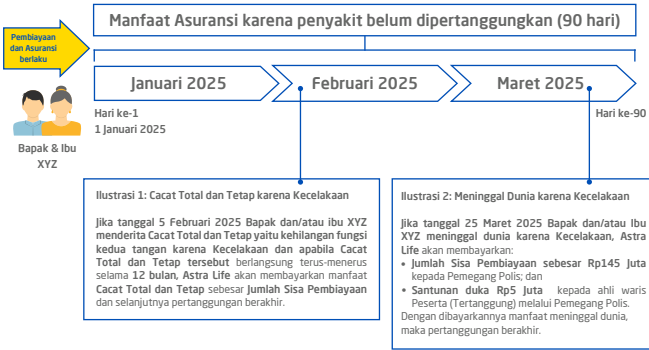 Manfaat Asuransi karena penyakit belum dipertanggungkan (90 hari)
Pembiayaan
dan Asuransi
berlaku
Januari 2025
Februari 2025
Maret 2025
Hari ke-1
1 Januari 2025
Hari ke-90
Bapak & Ibu
XYZ
Ilustrasi 1: Cacat Total dan Tetap karena Kecelakaan
Jika tanggal 5 Februari 2025 Bapak dan/atau ibu XYZ
menderita Cacat Total dan Tetap yaitu kehilangan fungsi
kedua tangan karena Kecelakaan dan apabila Cacat
Total dan Tetap tersebut berlangsung terus-menerus
selama 12 bulan, Astra Life akan membayarkan manfaat
Cacat Total dan Tetap sebesar Jumlah Sisa Pembiayaan
dan selanjutnya pertanggungan berakhir.
Ilustrasi 2: Meninggal Dunia karena Kecelakaan
Jika tanggal 25 Maret 2025 Bapak dan/atau Ibu
XYZ meninggal dunia karena Kecelakaan, Astra
Life akan membayarkan:
• Jumlah Sisa Pembiayaan sebesar Rp145 Juta
kepada Pemegang Polis; dan
• Santunan duka Rp5 Juta kepada ahli waris
Peserta (Tertanggung) melalui Pemegang Polis.
Dengan dibayarkannya manfaat meninggal dunia,
maka pertanggungan berakhir.